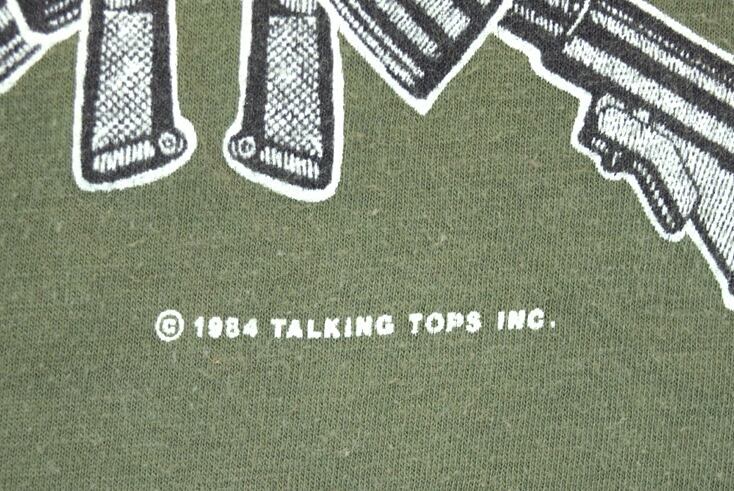 © 1984 TALKING TOPS INC.